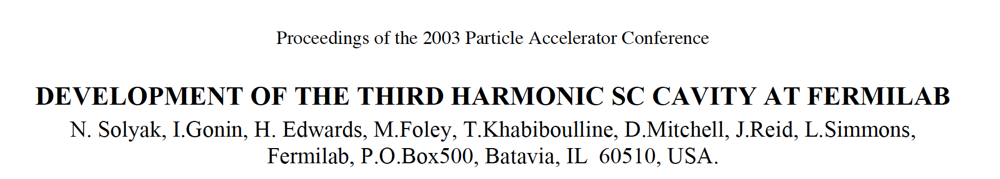 Proceedings of the 2003 Particle Accelerator Conference
DEVELOPMENT OF THE THIRD HARMONIC SC CAVITY AT FERMILAB
N. Solyak, I.Gonin, H. Edwards, M.Foley, T.Khabiboulline, D.Mitchell, J.Reid, L.Simmons,
Fermilab, P.O.Box500, Batavia, IL  60510, USA.